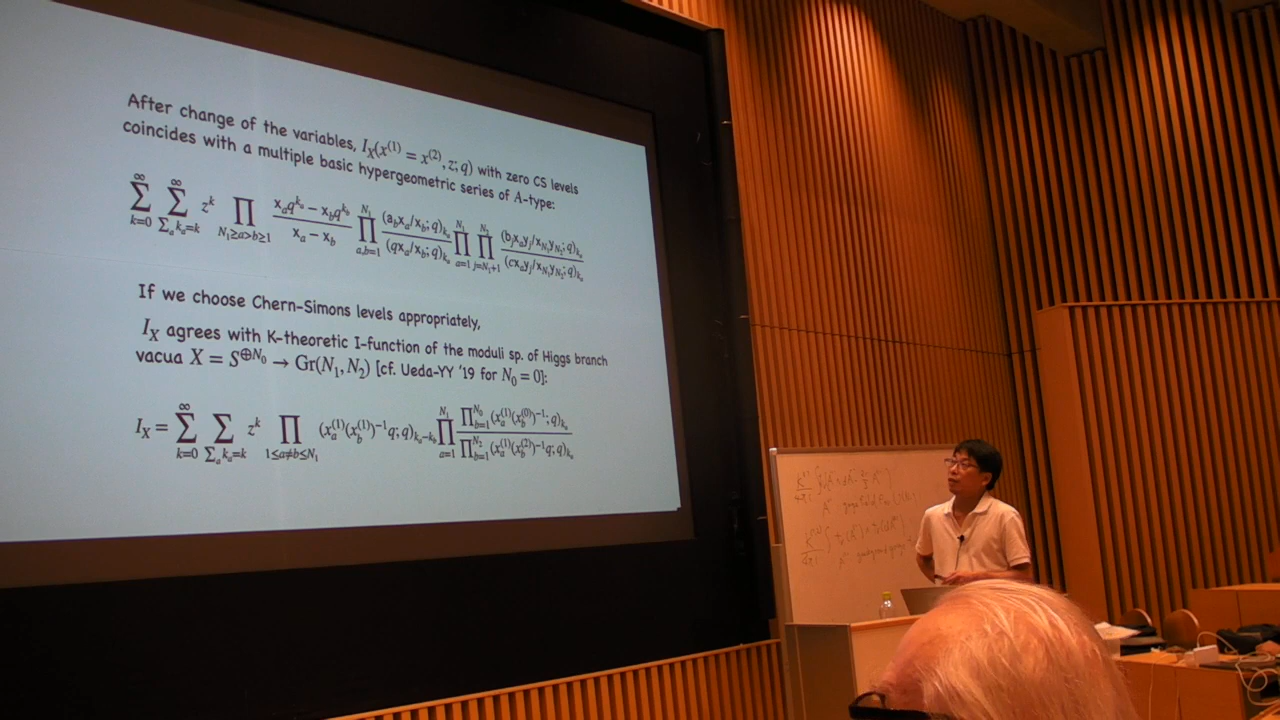 After change of the variables, I_X(x^{(1)} = x^{(2)}, z; q) with zero CS levels
coincides with a multiple basic hypergeometric series of A-type:
∑_{k=0}^{∞} ∑_{∑_a k_a=k}^{∞} z^k ∏_{N_1≥a>b≥1} (x_a q^{k_a} − x_b q^{k_b})/(x_a − x_b) ∏_{a,b=1}^{N_1} (a_b x_a/x_b; q)_{k_a}/(qx_a/x_b; q)_{k_a} ∏_{a=1}^{N_1} ∏_{j=N_1+1}^{N_2} (b_j x_a y_j/x_{N_1} y_{N_2}; q)_{k_a}/(cx_a y_j/x_{N_1} y_{N_2}; q)_{k_a}
If we choose Chern-Simons levels appropriately,
I_X agrees with K-theoretic I-function of the moduli sp. of Higgs branch
vacua X = S^{⊕N_0} → Gr(N_1, N_2) [cf. Ueda-YY '19 for N_0 = 0]:
I_X = ∑_{k=0}^{∞} ∑_{∑_a k_a=k} z^k ∏_{1≤a≠b≤N_1} (x_a^{(1)}(x_b^{(1)})^{-1}q; q)_{k_a−k_b} ∏_{a=1}^{N_1} ∏_{b=1}^{N_0}(x_a^{(1)}(x_b^{(0)})^{-1}; q)_{k_a}/∏_{b=1}^{N_2}(x_a^{(1)}(x_b^{(2)})^{-1}q; q)_{k_a}